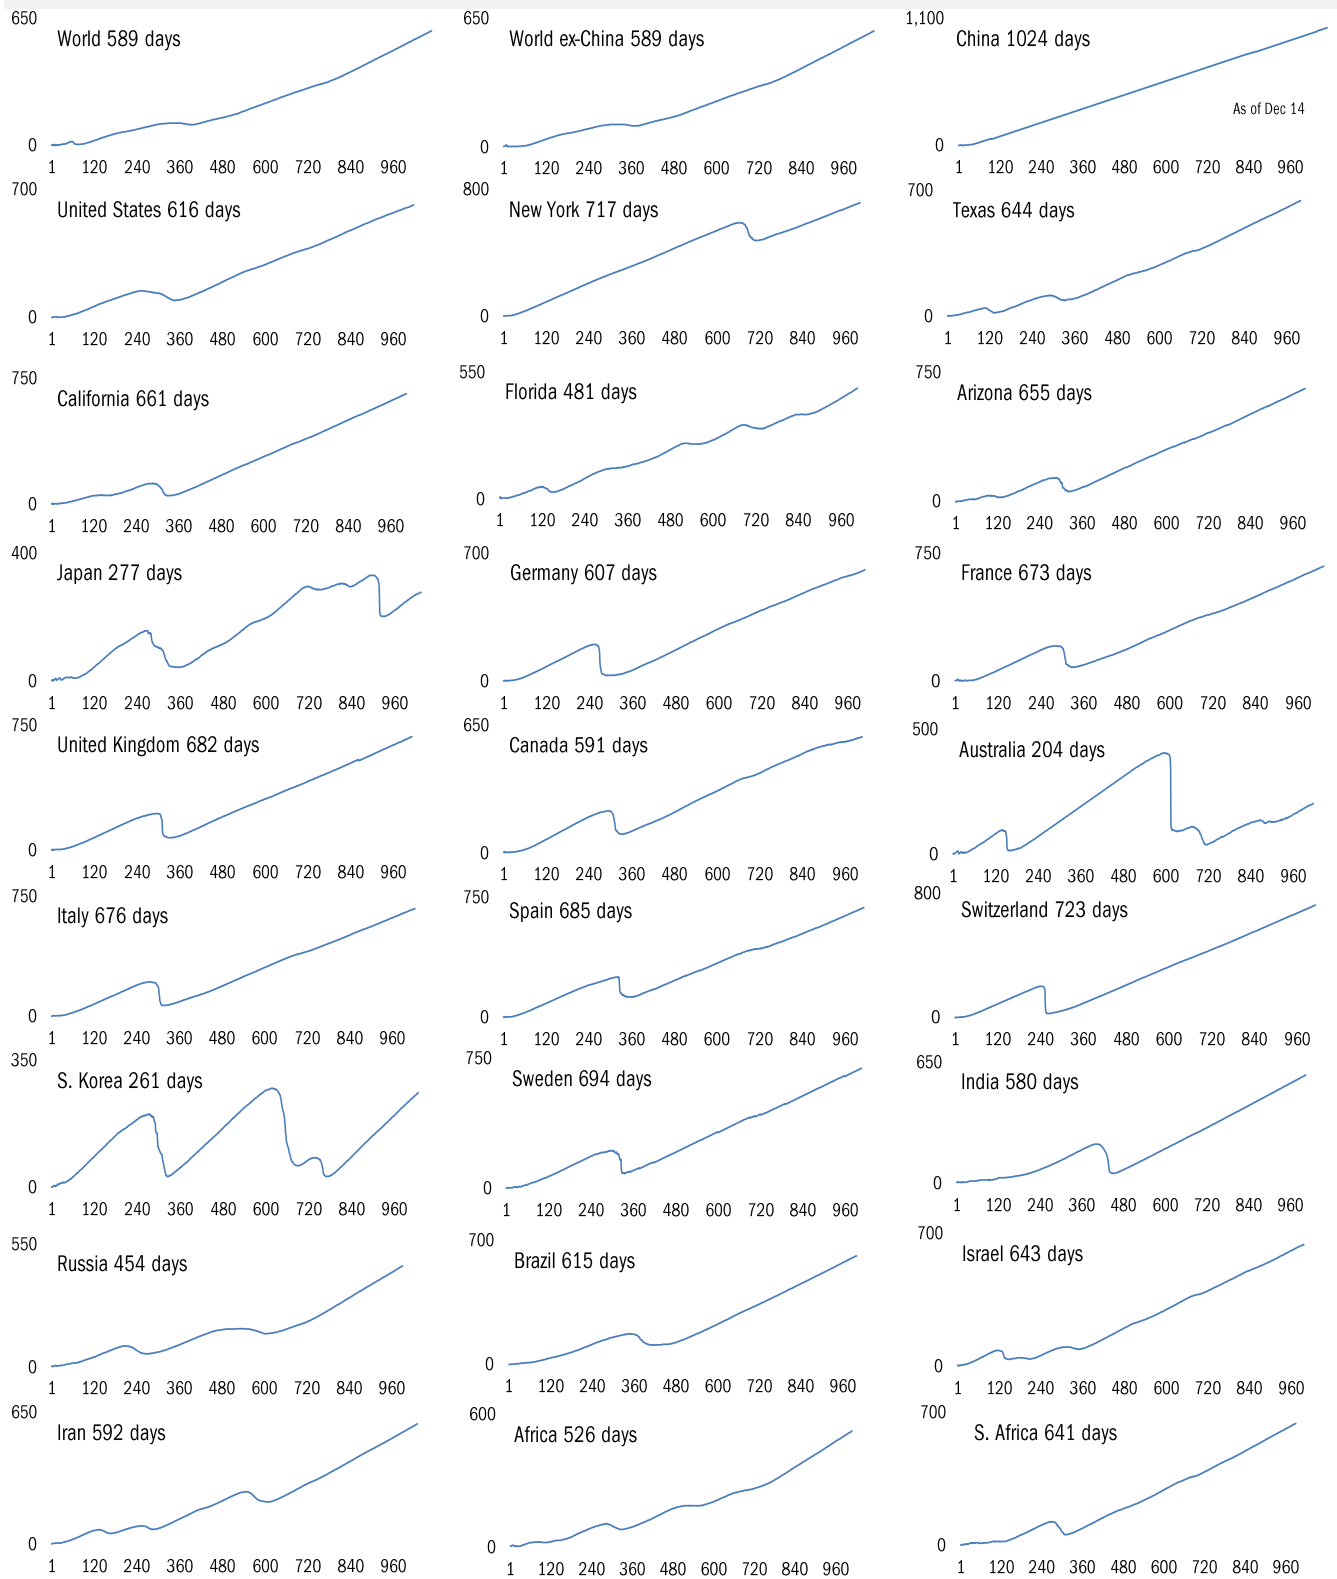 650 650 1,100
World 589 days World ex-China 589 days China 1024 days
As of Dec 14
0 0 0
1 120 240 360 480 600 720 840 960 1 120 240 360 480 600 720 840 960 1 120 240 360 480 600 720 840 960
700 800 700
United States 616 days New York 717 days Texas 644 days
0 0 0
1 120 240 360 480 600 720 840 960 1 120 240 360 480 600 720 840 960 1 120 240 360 480 600 720 840 960
750 550 750
California 661 days Florida 481 days Arizona 655 days
0 0 0
1 120 240 360 480 600 720 840 960 1 120 240 360 480 600 720 840 960 1 120 240 360 480 600 720 840 960
400 700 750
Japan 277 days Germany 607 days France 673 days
0 0 0
1 120 240 360 480 600 720 840 960 1 120 240 360 480 600 720 840 960 1 120 240 360 480 600 720 840 960
750 650 500
United Kingdom 682 days Canada 591 days Australia 204 days
0 0 0
1 120 240 360 480 600 720 840 960 1 120 240 360 480 600 720 840 960 1 120 240 360 480 600 720 840 960
750 750 800
Italy 676 days Spain 685 days Switzerland 723 days
0 0 0
1 120 240 360 480 600 720 840 960 1 120 240 360 480 600 720 840 960 1 120 240 360 480 600 720 840 960
350 750 650
S. Korea 261 days Sweden 694 days India 580 days
0 0 0
1 120 240 360 480 600 720 840 960 1 120 240 360 480 600 720 840 960 1 120 240 360 480 600 720 840 960
550 700 700
Russia 454 days Brazil 615 days Israel 643 days
0 0 0
1 120 240 360 480 600 720 840 960 1 120 240 360 480 600 720 840 960 1 120 240 360 480 600 720 840 960
650 600 700
Iran 592 days Africa 526 days S. Africa 641 days
0 0 0
1 120 240 360 480 600 720 840 960 1 120 240 360 480 600 720 840 960 1 120 240 360 480 600 720 840 960